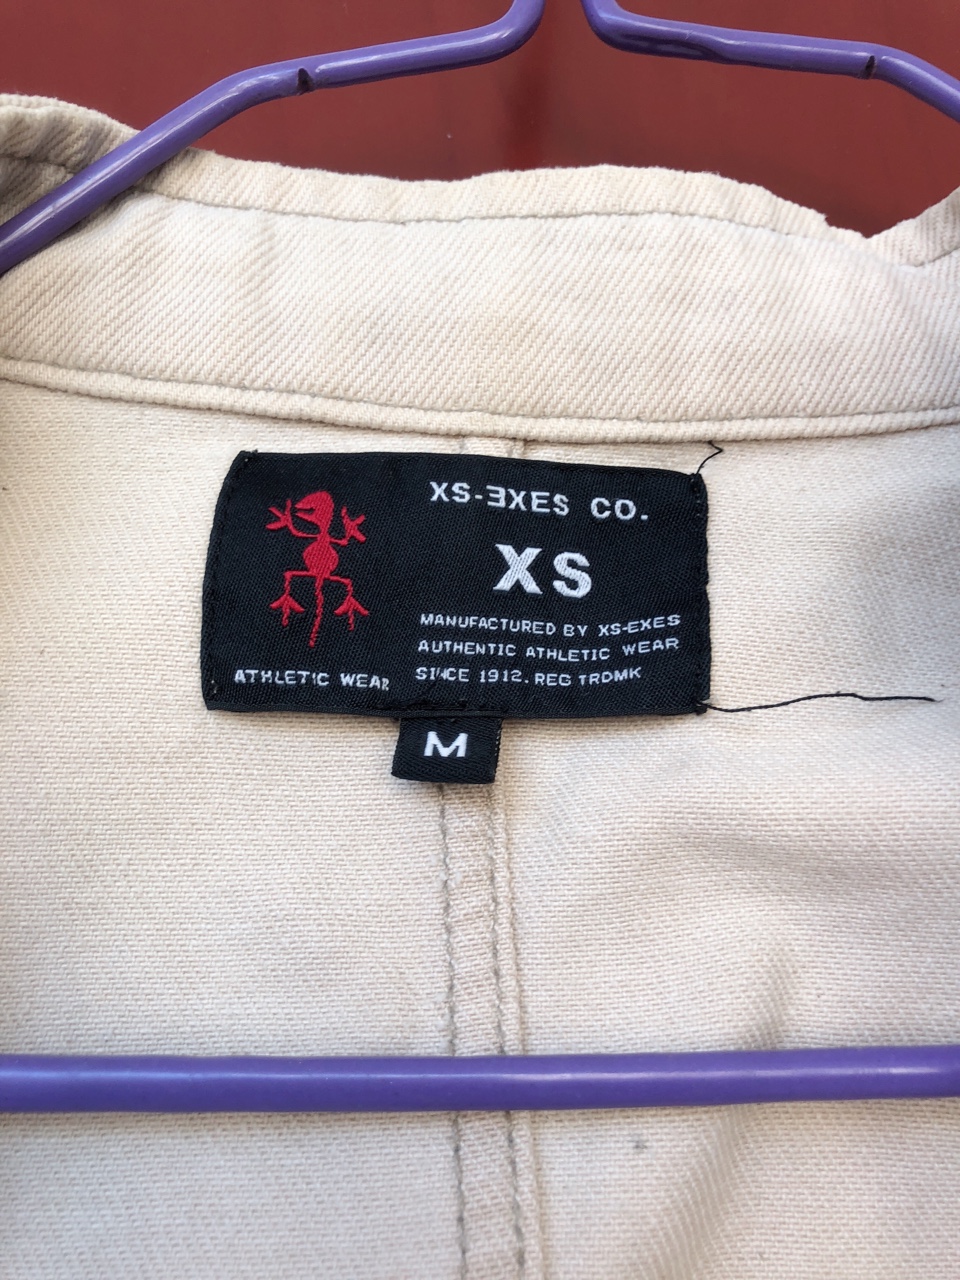 XS-ƎXES CO.
XS
MANUFACTURED BY XS-EXES
AUTHENTIC ATHLETIC WEAR
SINCE 1912. REG TRDMK
ATHLETIC WEAR
M